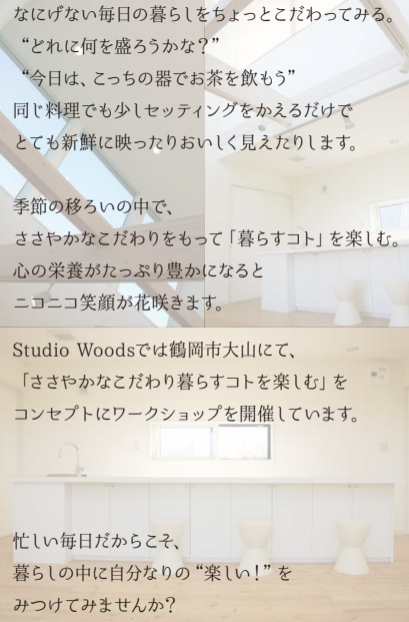 なにげない毎日の暮らしをちょっとこだわってみる。
“どれに何を盛ろうかな？”
“今日は、こっちの器でお茶を飲もう”
同じ料理でも少しセッティングをかえるだけで
とても新鮮に映ったりおいしく見えたりします。
季節の移ろいの中で、
ささやかなこだわりをもって「暮らすコト」を楽しむ。
心の栄養がたっぷり豊かになると
ニコニコ笑顔が花咲きます。
Studio Woodsでは鶴岡市大山にて、
「ささやかなこだわり暮らすコトを楽しむ」を
コンセプトにワークショップを開催しています。
忙しい毎日だからこそ、
暮らしの中に自分なりの“楽しい！”を
みつけてみませんか？